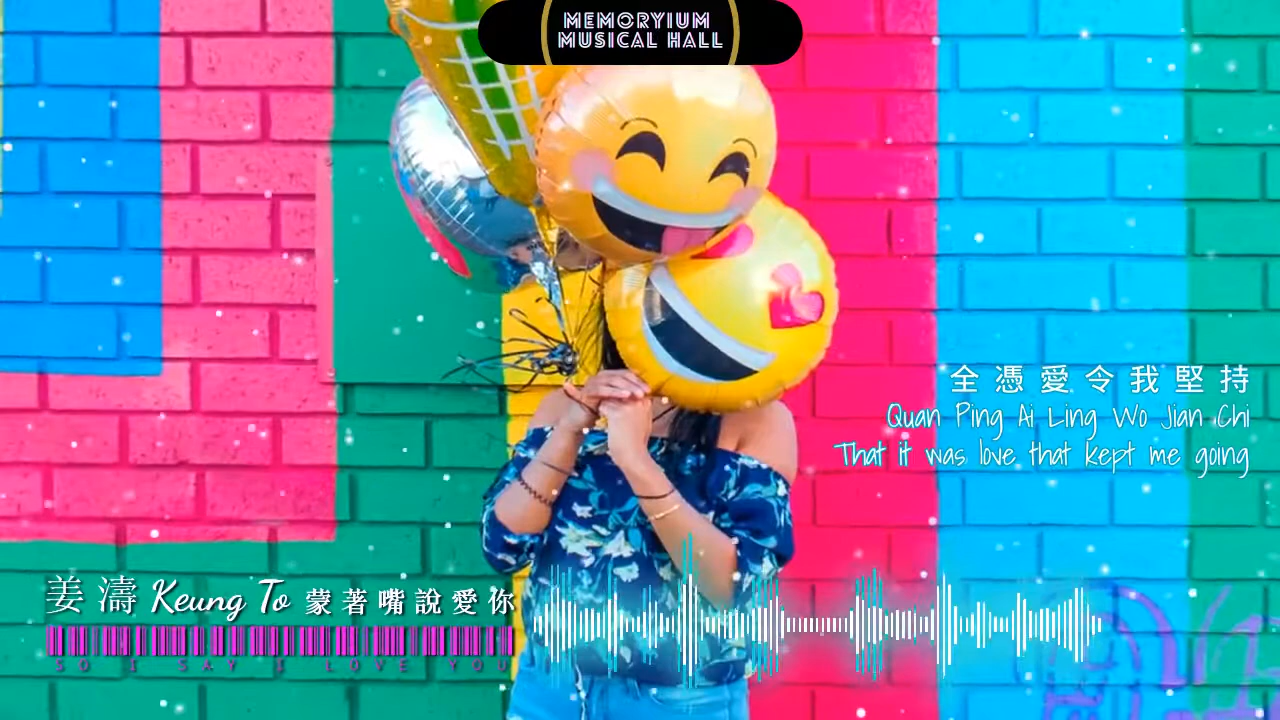 MEMORYIUM
MUSICAL HALL
全憑愛令我堅持
Quan Ping Ai Ling Wo Jian Chi
That it was love that kept me going
姜濤 Keung To 蒙著嘴說愛你
SO I SAY I LOVE YOU